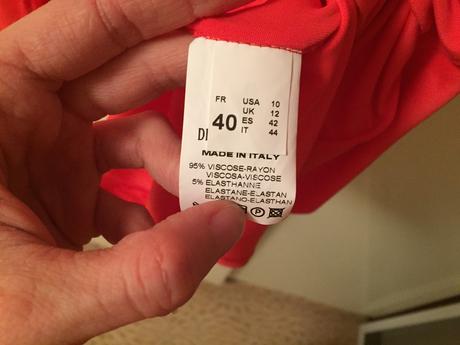 FR USA 10
UK 12
DI 40 ES 42
IT 44
MADE IN ITALY
95% VISCOSE-RAYON
VISCOSA-VISCOSE
5% ELASTHANNE
ELASTANE-ELASTAN
ELASTANO-ELASTHAN
P